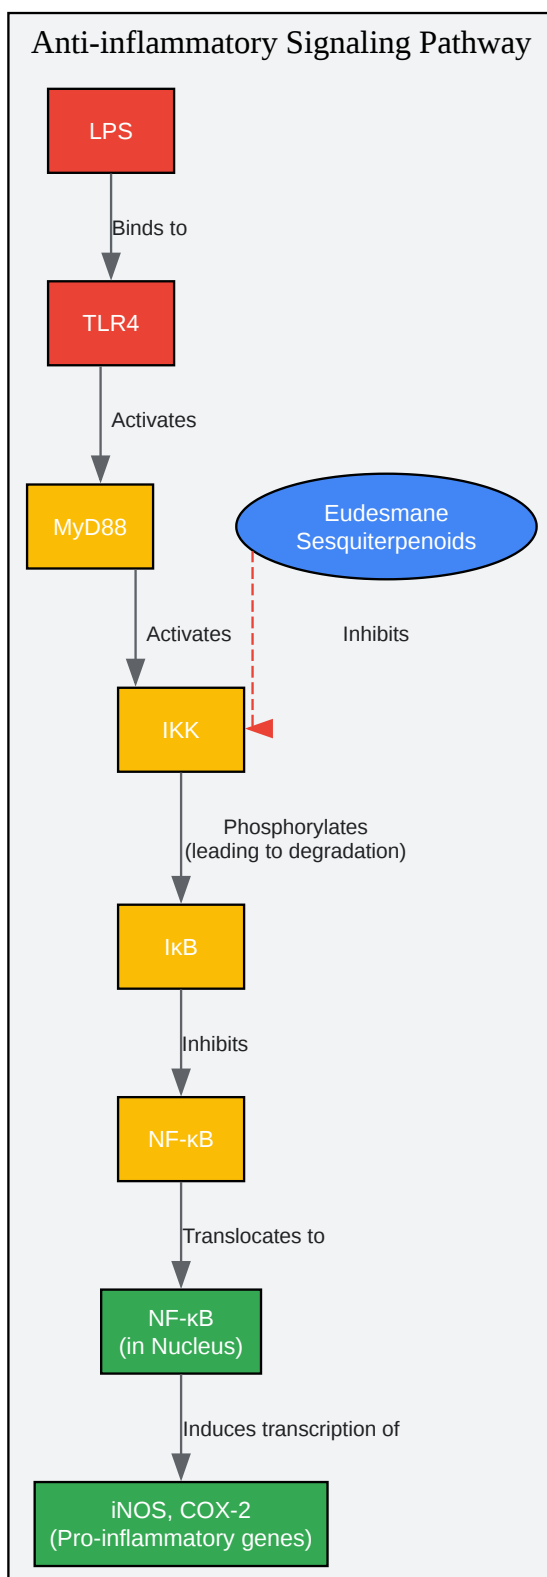 Anti-inflammatory Signaling Pathway
LPS
Binds to
TLR4
Activates
MyD88
Eudesmane
Sesquiterpenoids
Activates
Inhibits
IKK
Phosphorylates
(leading to degradation)
IκB
Inhibits
NF-κB
Translocates to
NF-κB
(in Nucleus)
Induces transcription of
iNOS, COX-2
(Pro-inflammatory genes)